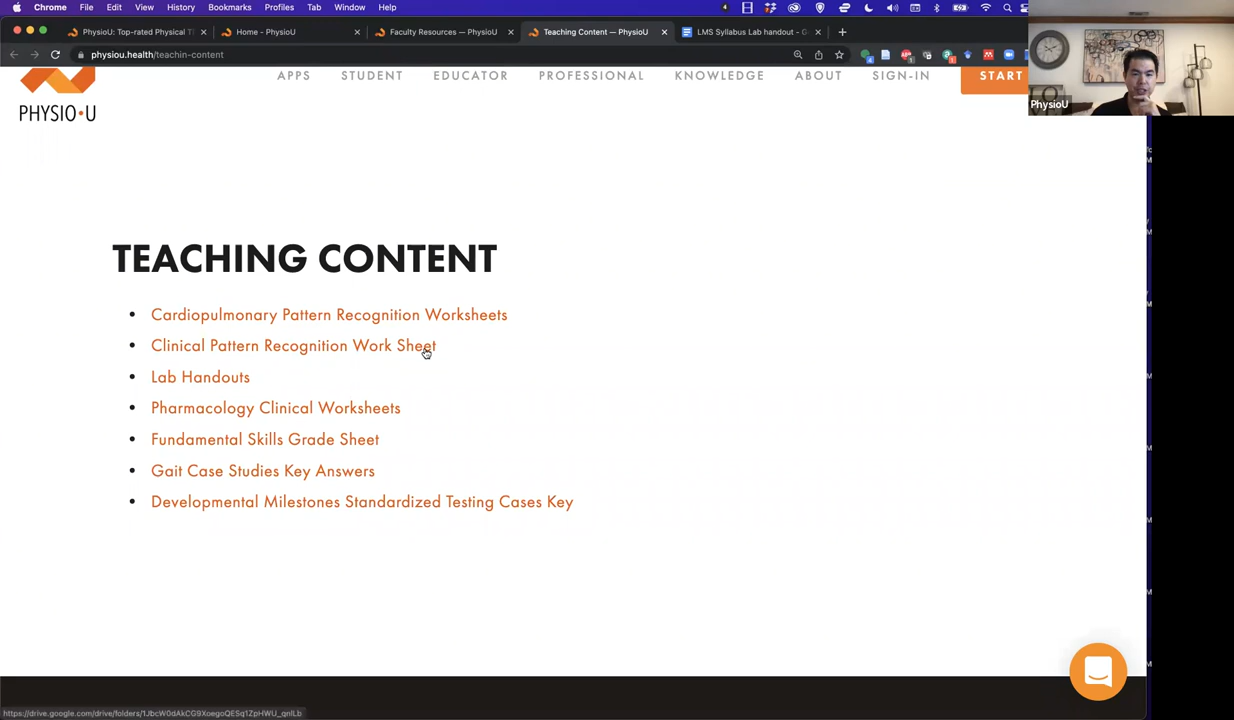 Chrome File Edit View History Bookmarks Profiles Tab Window Help
PhysioU: Top-rated Physical T
Home - PhysioU
Faculty Resources — PhysioU
Teaching Content — PhysioU
LMS Syllabus Lab handout - G
physiou.health/teachin-content
APPS STUDENT EDUCATOR PROFESSIONAL KNOWLEDGE ABOUT SIGN-IN START
PhysioU
PHYSIO•U
TEACHING CONTENT
• Cardiopulmonary Pattern Recognition Worksheets
• Clinical Pattern Recognition Work Sheet
• Lab Handouts
• Pharmacology Clinical Worksheets
• Fundamental Skills Grade Sheet
• Gait Case Studies Key Answers
• Developmental Milestones Standardized Testing Cases Key